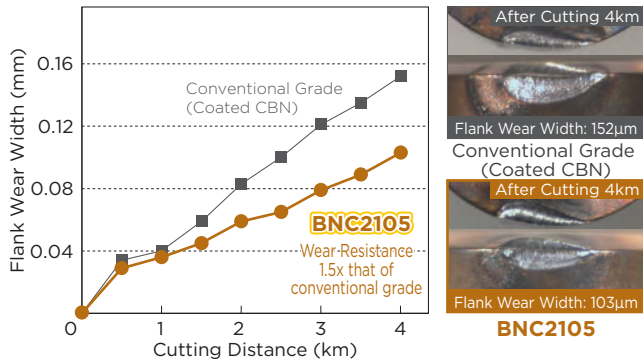 Flank Wear Width (mm)
0.16
0.12
0.08
0.04
0
1
2
3
4
Cutting Distance (km)
Conventional Grade
(Coated CBN)
BNC2105
Wear-Resistance
1.5x that of
conventional grade
After Cutting 4km
Flank Wear Width: 152μm
Conventional Grade
(Coated CBN)
After Cutting 4km
Flank Wear Width: 103μm
BNC2105